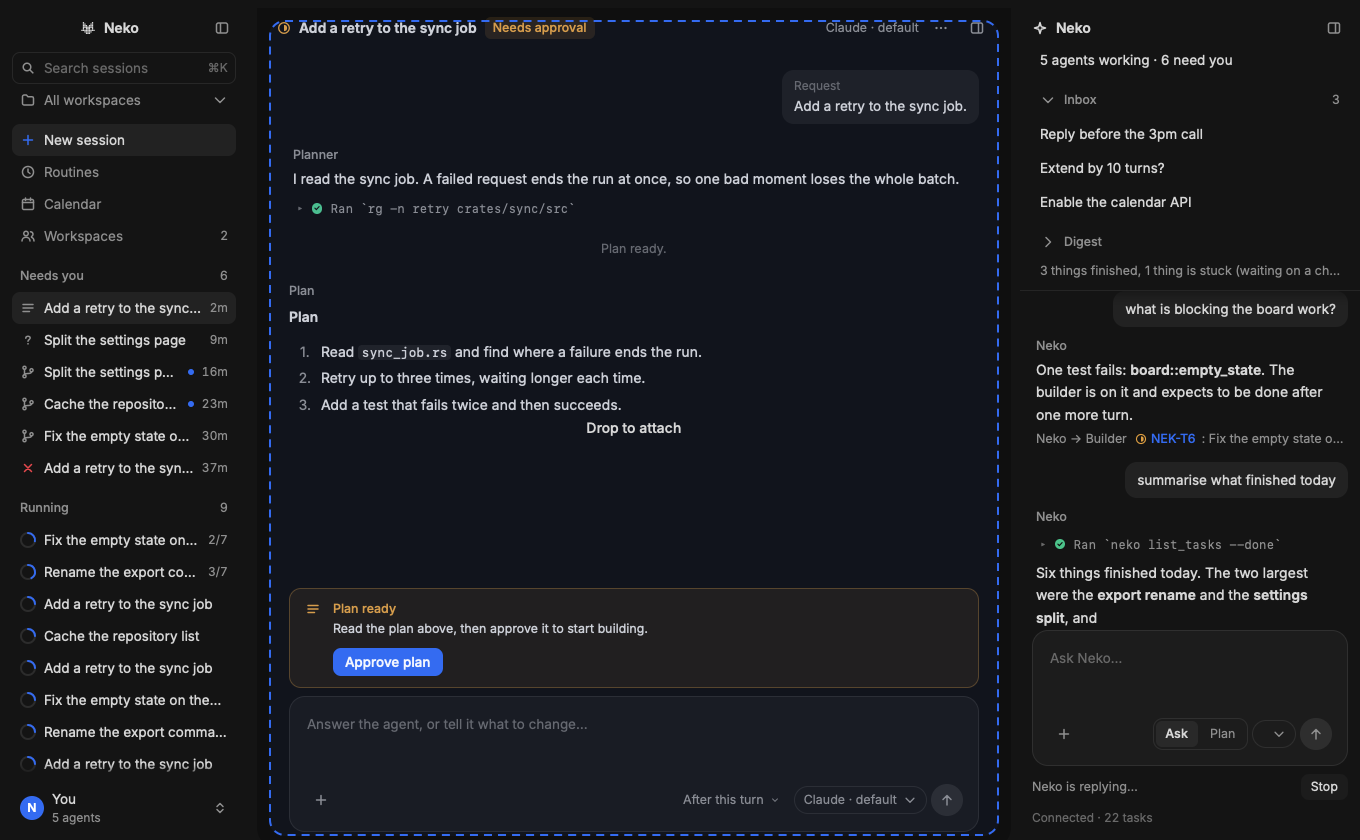 Neko
Search sessions ⌘K
All workspaces
New session
Routines
Calendar
Workspaces 2
Needs you 6
Add a retry to the sync... 2m
? Split the settings page 9m
Split the settings p... 16m
Cache the reposito... 23m
Fix the empty state o... 30m
Add a retry to the syn... 37m
Running 9
Fix the empty state on... 2/7
Rename the export co... 3/7
Add a retry to the sync job
Cache the repository list
Add a retry to the sync job
Fix the empty state on the...
Rename the export comma...
Add a retry to the sync job
N
You
5 agents
Add a retry to the sync job Needs approval Claude · default ···
Request
Add a retry to the sync job.
Planner
I read the sync job. A failed request ends the run at once, so one bad moment loses the whole batch.
Ran `rg -n retry crates/sync/src`
Plan ready.
Plan
Plan
1. Read sync_job.rs and find where a failure ends the run.
2. Retry up to three times, waiting longer each time.
3. Add a test that fails twice and then succeeds.
Drop to attach
Plan ready
Read the plan above, then approve it to start building.
Approve plan
Answer the agent, or tell it what to change...
After this turn Claude · default
Neko
5 agents working · 6 need you
Inbox 3
Reply before the 3pm call
Extend by 10 turns?
Enable the calendar API
Digest
3 things finished, 1 thing is stuck (waiting on a ch...
what is blocking the board work?
Neko
One test fails: board::empty_state. The
builder is on it and expects to be done after
one more turn.
Neko → Builder NEK-T6 : Fix the empty state o...
summarise what finished today
Neko
Ran `neko list_tasks --done`
Six things finished today. The two largest
were the export rename and the settings
split, and
Ask Neko...
Ask Plan
Neko is replying... Stop
Connected · 22 tasks